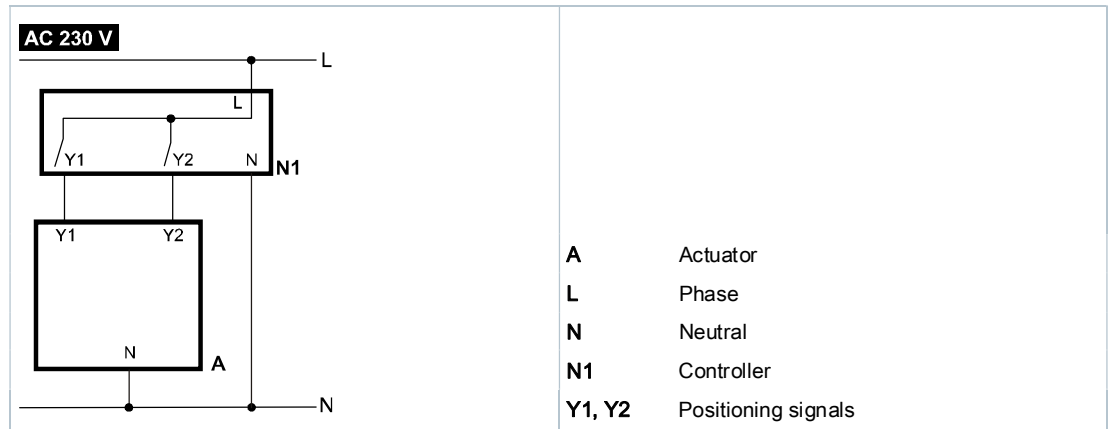 AC 230 V
L
L
Y1 Y2 N
N1
Y1 Y2
N
A
N
A Actuator
L Phase
N Neutral
N1 Controller
Y1, Y2 Positioning signals